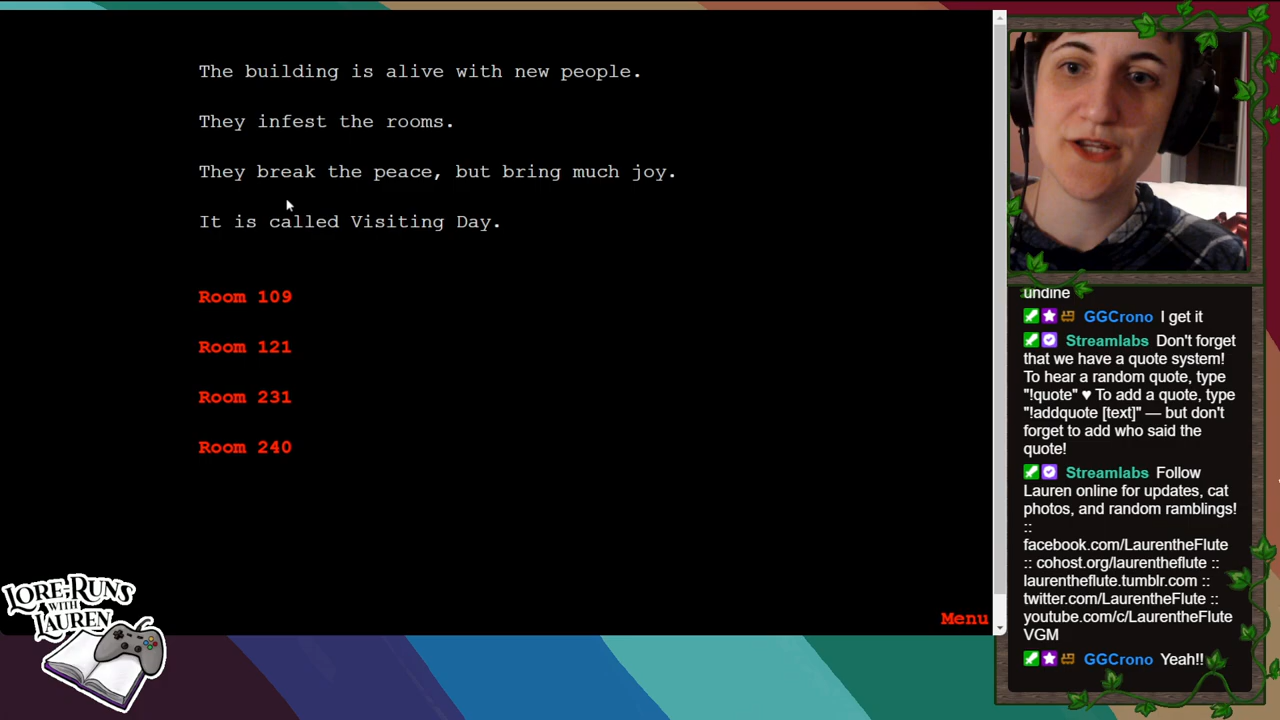 The building is alive with new people.
They infest the rooms.
They break the peace, but bring much joy.
It is called Visiting Day.
Room 109
Room 121
Room 231
Room 240
Menu
LORE-RUNS
WITH
LAUREN
undine
GGCrono I get it
Streamlabs Don't forget
that we have a quote system!
To hear a random quote, type
"!quote" ♥ To add a quote, type
"!addquote [text]" — but don't
forget to add who said the
quote!
Streamlabs Follow
Lauren online for updates, cat
photos, and random ramblings!
::
facebook.com/LaurentheFlute
:: cohost.org/laurentheflute ::
laurentheflute.tumblr.com ::
twitter.com/LaurentheFlute ::
youtube.com/c/LaurentheFlute
VGM
GGCrono Yeah!!